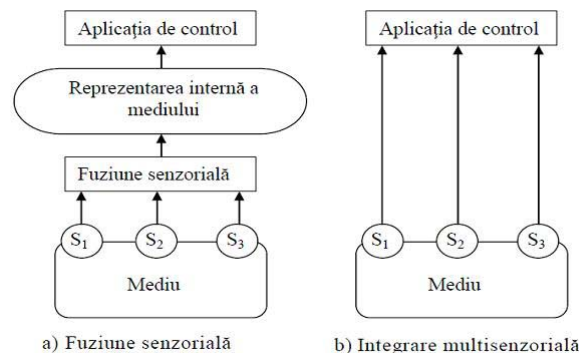 Aplicația de control
Reprezentarea internă a
mediului
Fuziune senzorială
S1
S2
S3
Mediu
a) Fuziune senzorială
Aplicația de control
S1
S2
S3
Mediu
b) Integrare multisenzorială